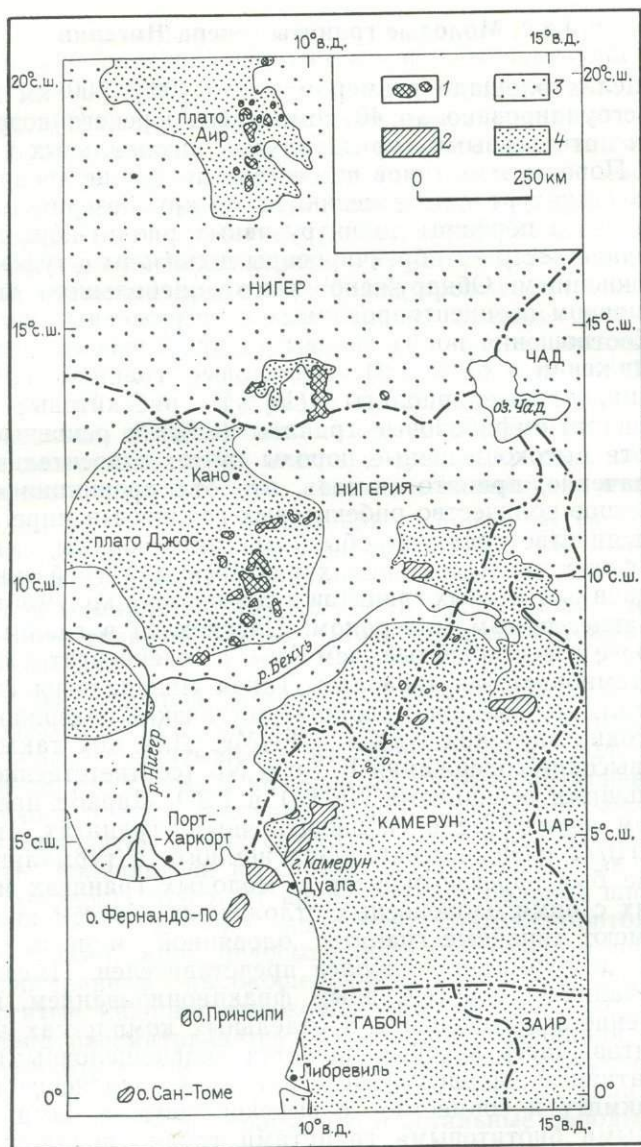 10°в.д. 15°в.д.
20°с.ш. 20°с.ш.
плато
Аир
1 3
2 4
0 250 км
НИГЕР
15°с.ш. 15°с.ш.
ЧАД
оз. Чад
Кано
НИГЕРИЯ
плато Джос
10°с.ш. 10°с.ш.
р. Бенуэ
р. Нигер
Порт-
Харкорт
КАМЕРУН
ЦАР
5°с.ш. 5°с.ш.
г. Камерун
Дуала
о. Фернандо-По
о. Принсипи
ГАБОН
ЗАИР
Либревиль
0° 0°
о. Сан-Томе
10°в.д. 15°в.д.